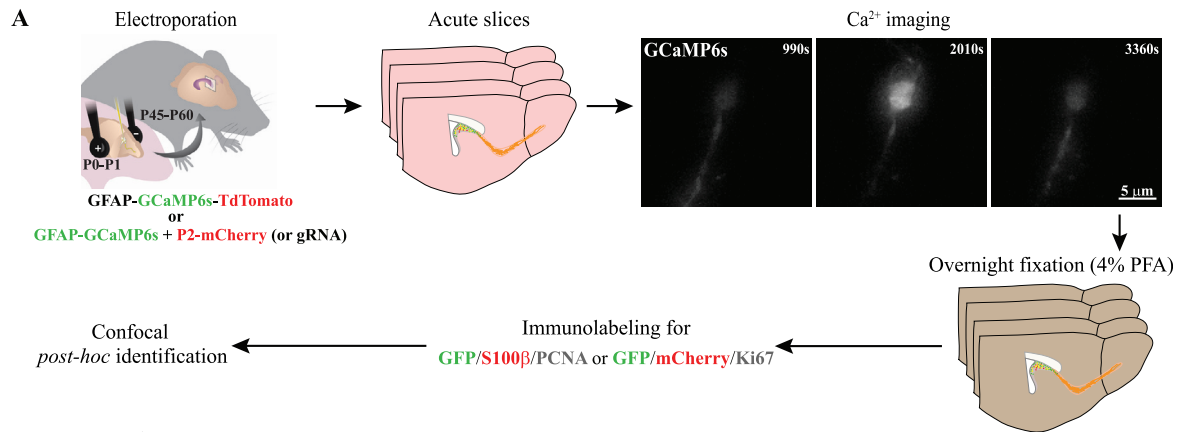 A
Electroporation
Acute slices
Ca²⁺ imaging
GCaMP6s
990s
2010s
3360s
P45-P60
+
-
P0-P1
5 µm
GFAP-GCaMP6s-TdTomato
or
GFAP-GCaMP6s + P2-mCherry (or gRNA)
Overnight fixation (4% PFA)
Immunolabeling for
GFP/S100β/PCNA or GFP/mCherry/Ki67
Confocal
post-hoc identification